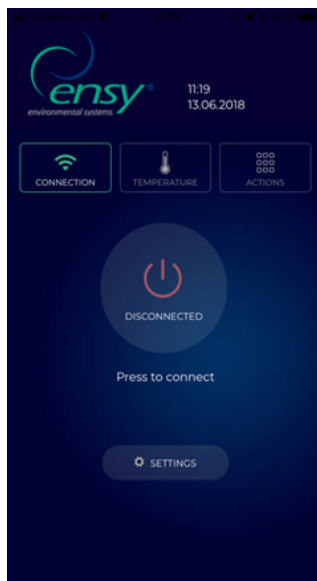 ensy
environmental systems
11:19
13.06.2018
CONNECTION
TEMPERATURE
ACTIONS
DISCONNECTED
Press to connect
SETTINGS